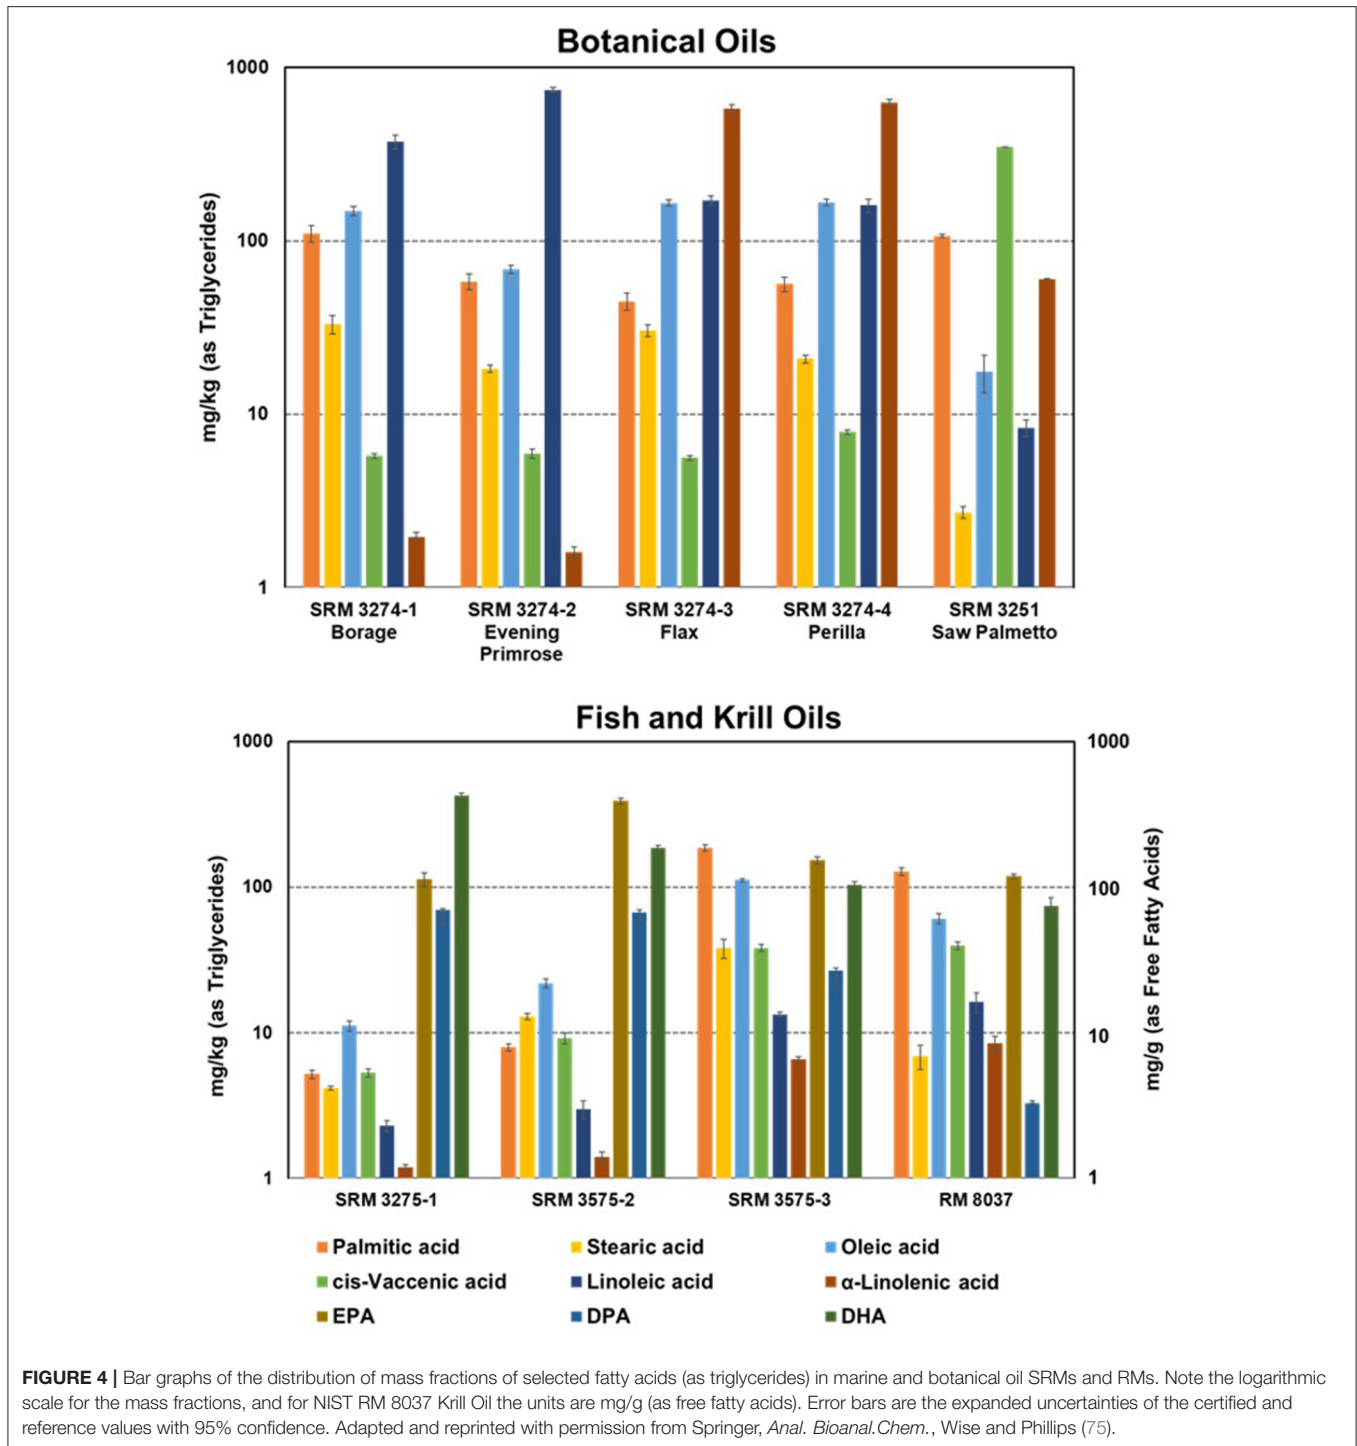 Botanical Oils
mg/kg (as Triglycerides)
1000
100
10
1
SRM 3274-1
Borage
SRM 3274-2
Evening
Primrose
SRM 3274-3
Flax
SRM 3274-4
Perilla
SRM 3251
Saw Palmetto
Fish and Krill Oils
mg/kg (as Triglycerides)
1000
100
10
1
1000
100
10
1
mg/g (as Free Fatty Acids)
SRM 3275-1
SRM 3575-2
SRM 3575-3
RM 8037
Palmitic acid
Stearic acid
Oleic acid
cis-Vaccenic acid
Linoleic acid
α-Linolenic acid
EPA
DPA
DHA
FIGURE 4 | Bar graphs of the distribution of mass fractions of selected fatty acids (as triglycerides) in marine and botanical oil SRMs and RMs. Note the logarithmic
scale for the mass fractions, and for NIST RM 8037 Krill Oil the units are mg/g (as free fatty acids). Error bars are the expanded uncertainties of the certified and
reference values with 95% confidence. Adapted and reprinted with permission from Springer, Anal. Bioanal.Chem., Wise and Phillips (75).